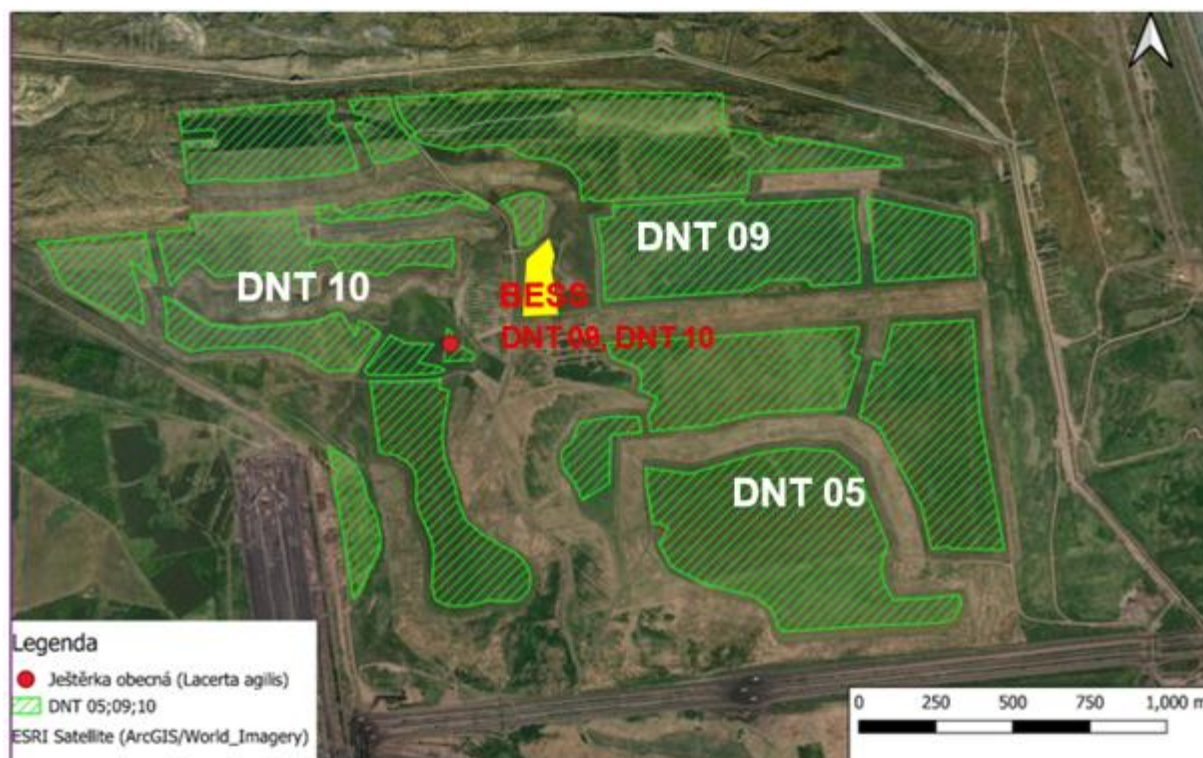 DNT 09
DNT 10
BESS
DNT 09, DNT 10
DNT 05
Legenda
Ještěrka obecná (Lacerta agilis)
DNT 05;09;10
ESRI Satellite (ArcGIS/World_Imagery)
0 250 500 750 1,000 m